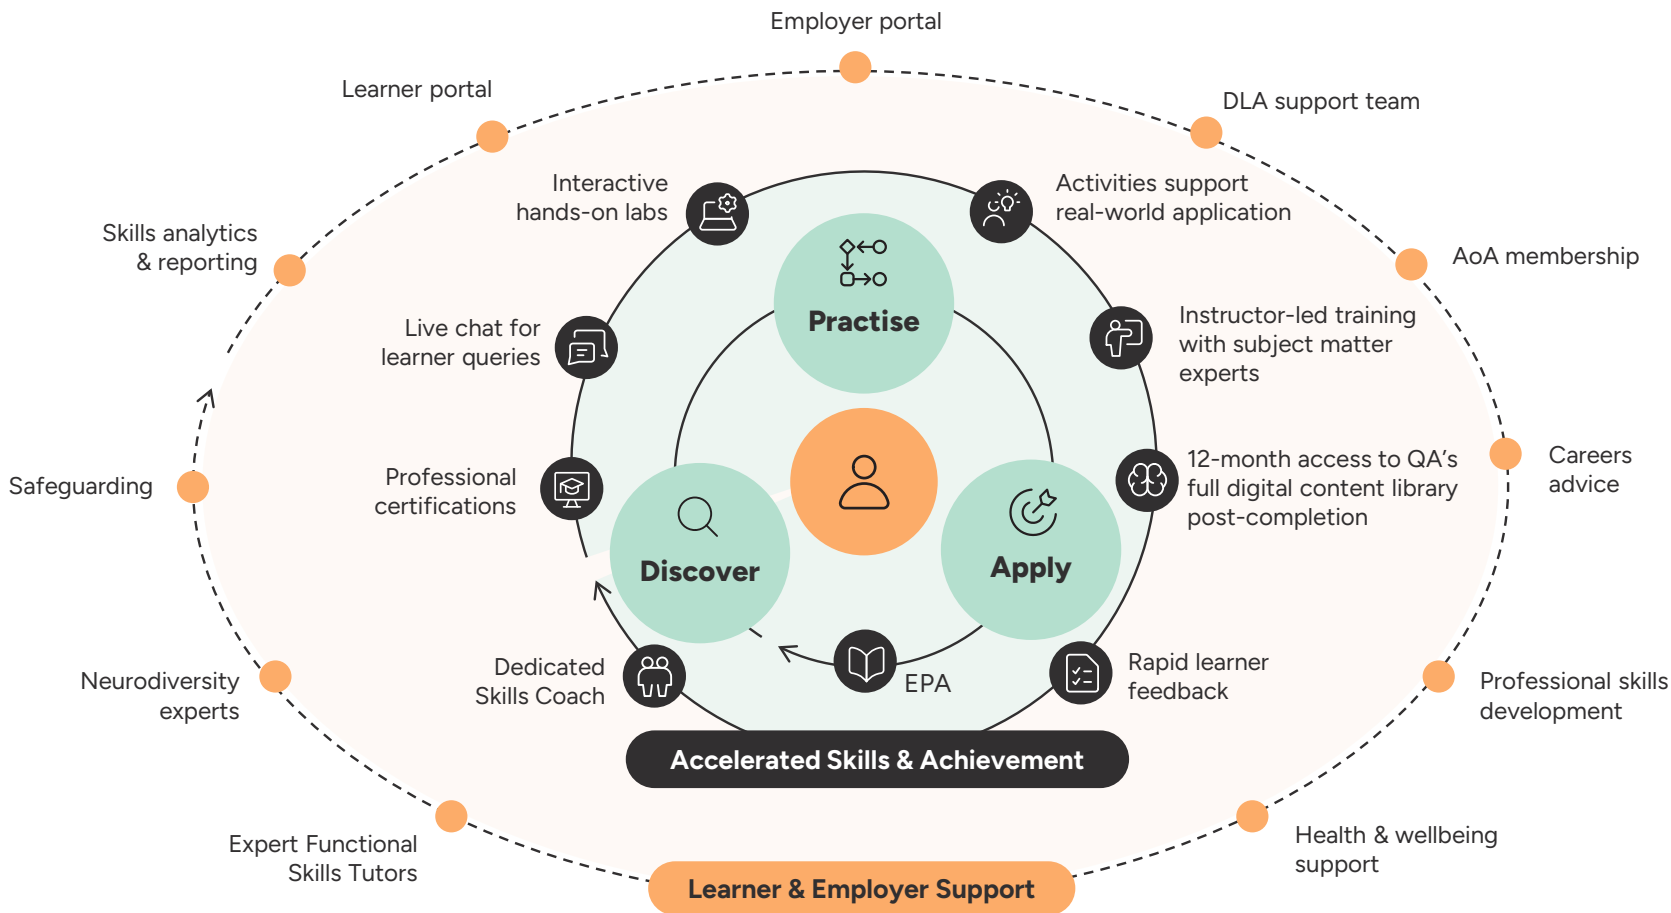 Employer portal
Learner portal
DLA support team
Interactive
hands-on labs
Activities support
real-world application
Skills analytics
& reporting
AoA membership
Practise
Live chat for
learner queries
Instructor-led training
with subject matter
experts
Safeguarding
Professional
certifications
12-month access to QA’s
full digital content library
post-completion
Careers
advice
Discover
Apply
Neurodiversity
experts
Dedicated
Skills Coach
EPA
Rapid learner
feedback
Professional skills
development
Accelerated Skills & Achievement
Expert Functional
Skills Tutors
Health & wellbeing
support
Learner & Employer Support